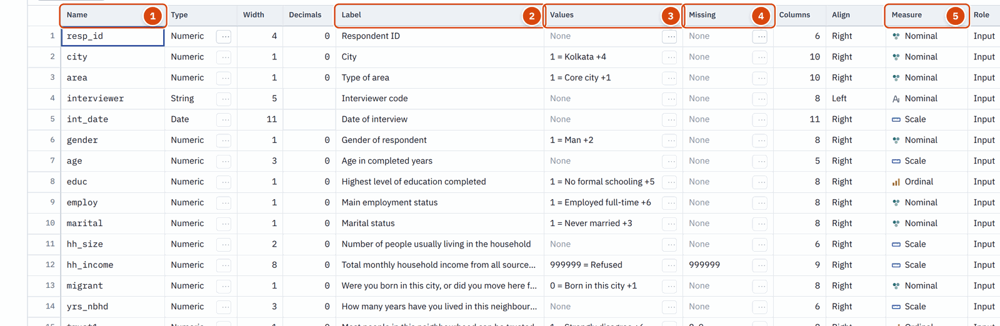 Name 1 Type Width Decimals Label 2 Values 3 Missing 4 Columns Align Measure 5 Role
1 resp_id Numeric ... 4 0 Respondent ID None ... None ... 6 Right Nominal Input
2 city Numeric ... 1 0 City 1 = Kolkata +4 ... None ... 10 Right Nominal Input
3 area Numeric ... 1 0 Type of area 1 = Core city +1 ... None ... 10 Right Nominal Input
4 interviewer String ... 5 Interviewer code None ... None ... 8 Left Nominal Input
5 int_date Date ... 11 Date of interview None ... None ... 11 Right Scale Input
6 gender Numeric ... 1 0 Gender of respondent 1 = Man +2 ... None ... 8 Right Nominal Input
7 age Numeric ... 3 0 Age in completed years None ... None ... 5 Right Scale Input
8 educ Numeric ... 1 0 Highest level of education completed 1 = No formal schooling +5 ... None ... 8 Right Ordinal Input
9 employ Numeric ... 1 0 Main employment status 1 = Employed full-time +6 ... None ... 8 Right Nominal Input
10 marital Numeric ... 1 0 Marital status 1 = Never married +3 ... None ... 8 Right Nominal Input
11 hh_size Numeric ... 2 0 Number of people usually living in the household None ... None ... 6 Right Scale Input
12 hh_income Numeric ... 8 0 Total monthly household income from all source... 999999 = Refused ... 999999 ... 9 Right Scale Input
13 migrant Numeric ... 1 0 Were you born in this city, or did you move here f... 0 = Born in this city +1 ... None ... 8 Right Nominal Input
14 yrs_nbhd Numeric ... 3 0 How many years have you lived in this neighbour... None ... None ... 6 Right Scale Input